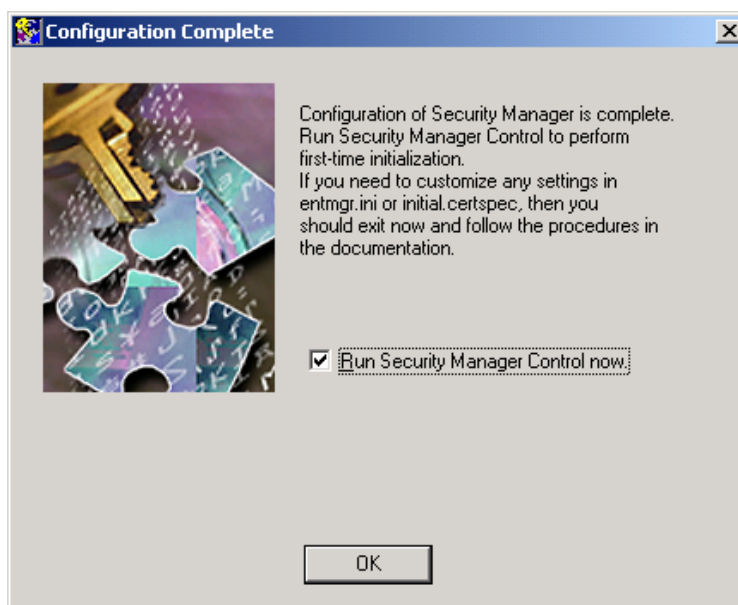 Configuration Complete
Configuration of Security Manager is complete.
Run Security Manager Control to perform
first-time initialization.
If you need to customize any settings in
entmgr.ini or initial.certspec, then you
should exit now and follow the procedures in
the documentation.
Run Security Manager Control now.
OK